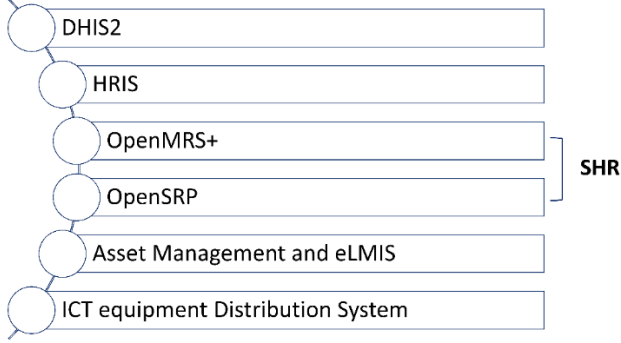 DHIS2
HRIS
OpenMRS+
OpenSRP
SHR
Asset Management and eLMIS
ICT equipment Distribution System